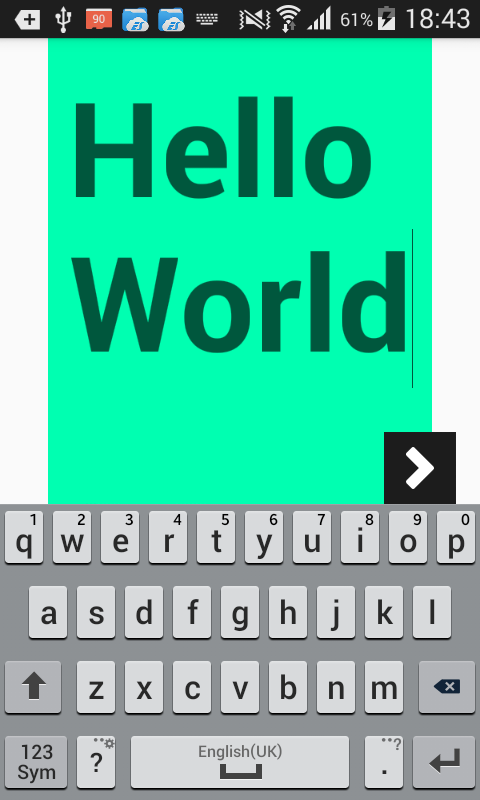 90 61% 18:43
Hello
World
1 2 3 4 5 6 7 8 9 0
q w e r t y u i o p
a s d f g h j k l
z x c v b n m
123 Sym ? English(UK) . ?